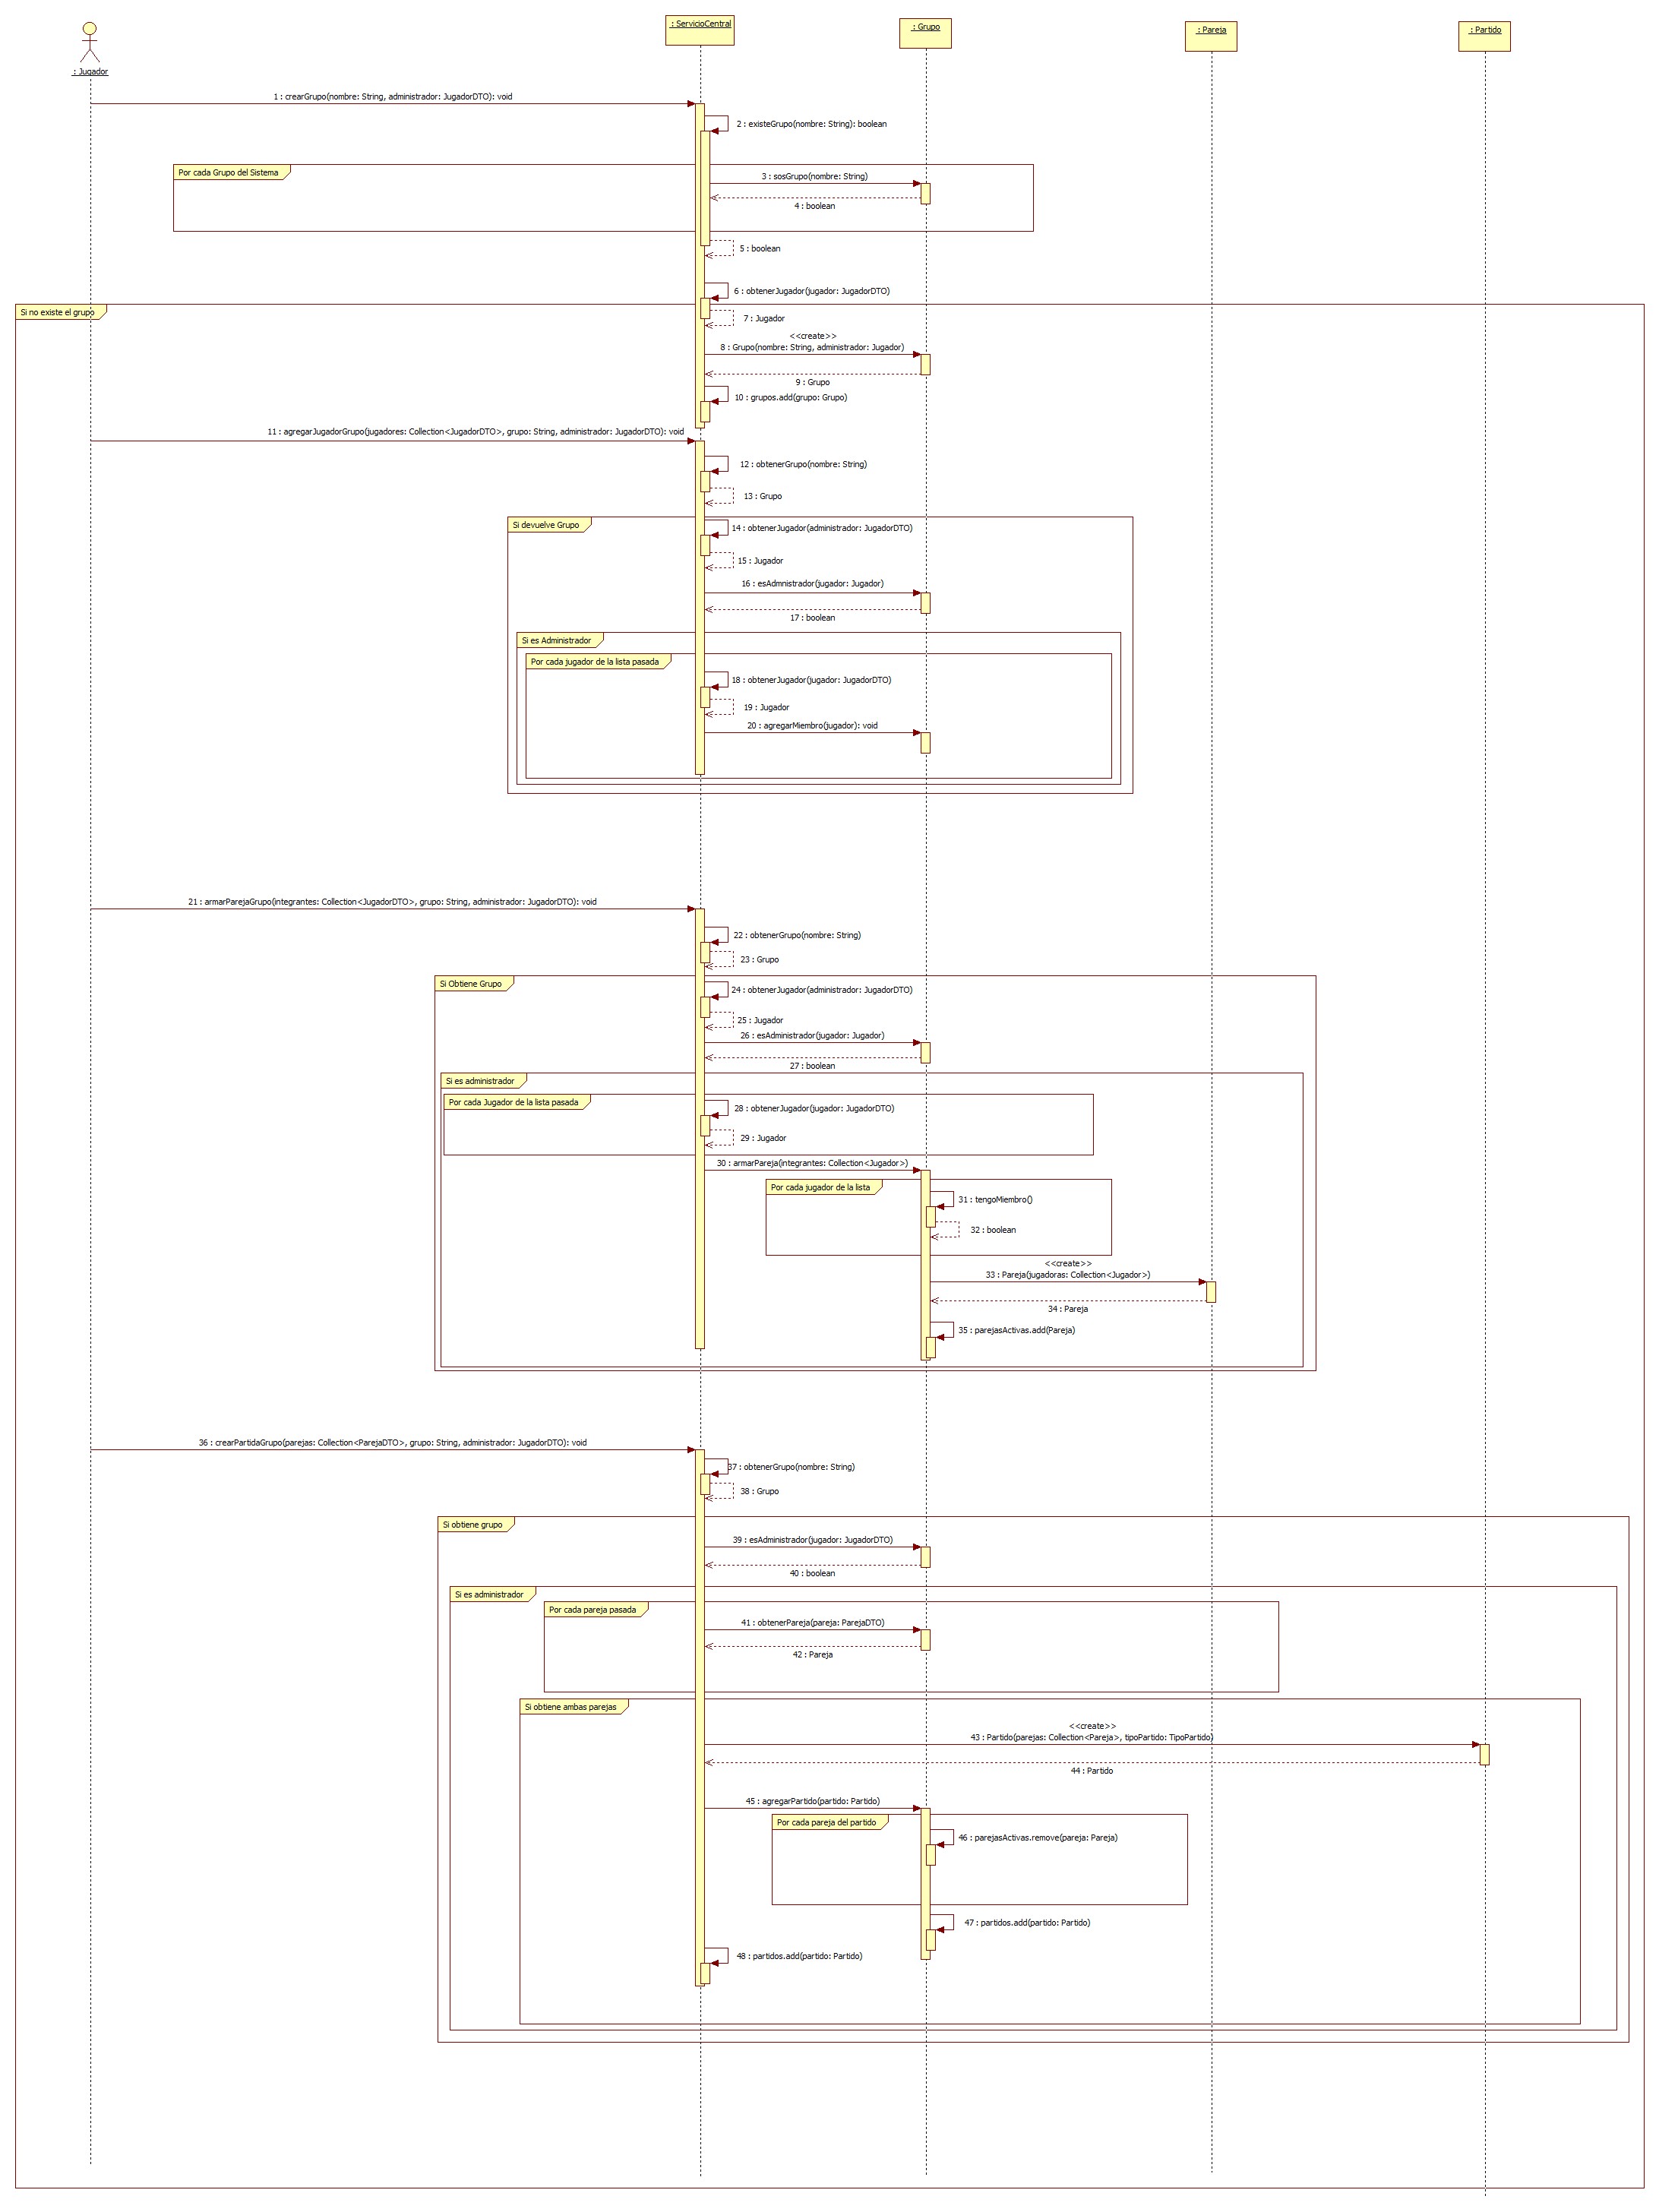 : Jugador
: ServicioCentral
: Grupo
: Pareja
: Partido
1 : crearGrupo(nombre: String, administrador: JugadorDTO): void
2 : existeGrupo(nombre: String): boolean
Por cada Grupo del Sistema
3 : sosGrupo(nombre: String)
4 : boolean
5 : boolean
6 : obtenerJugador(jugador: JugadorDTO)
Si no existe el grupo
7 : Jugador
<<create>>
8 : Grupo(nombre: String, administrador: Jugador)
9 : Grupo
10 : grupos.add(grupo: Grupo)
11 : agregarJugadorGrupo(jugadores: Collection<JugadorDTO>, grupo: String, administrador: JugadorDTO): void
12 : obtenerGrupo(nombre: String)
13 : Grupo
Si devuelve Grupo
14 : obtenerJugador(administrador: JugadorDTO)
15 : Jugador
16 : esAdmnistrador(jugador: Jugador)
17 : boolean
Si es Administrador
Por cada jugador de la lista pasada
18 : obtenerJugador(jugador: JugadorDTO)
19 : Jugador
20 : agregarMiembro(jugador): void
21 : armarParejaGrupo(integrantes: Collection<JugadorDTO>, grupo: String, administrador: JugadorDTO): void
22 : obtenerGrupo(nombre: String)
23 : Grupo
Si Obtiene Grupo
24 : obtenerJugador(administrador: JugadorDTO)
25 : Jugador
26 : esAdministrador(jugador: Jugador)
27 : boolean
Si es administrador
Por cada Jugador de la lista pasada
28 : obtenerJugador(jugador: JugadorDTO)
29 : Jugador
30 : armarPareja(integrantes: Collection<Jugador>)
Por cada jugador de la lista
31 : tengoMiembro()
32 : boolean
<<create>>
33 : Pareja(jugadoras: Collection<Jugador>)
34 : Pareja
35 : parejasActivas.add(Pareja)
36 : crearPartidaGrupo(parejas: Collection<ParejaDTO>, grupo: String, administrador: JugadorDTO): void
37 : obtenerGrupo(nombre: String)
38 : Grupo
Si obtiene grupo
39 : esAdministrador(jugador: JugadorDTO)
40 : boolean
Si es administrador
Por cada pareja pasada
41 : obtenerPareja(pareja: ParejaDTO)
42 : Pareja
Si obtiene ambas parejas
<<create>>
43 : Partido(parejas: Collection<Pareja>, tipoPartido: TipoPartido)
44 : Partido
45 : agregarPartido(partido: Partido)
Por cada pareja del partido
46 : parejasActivas.remove(pareja: Pareja)
47 : partidos.add(partido: Partido)
48 : partidos.add(partido: Partido)